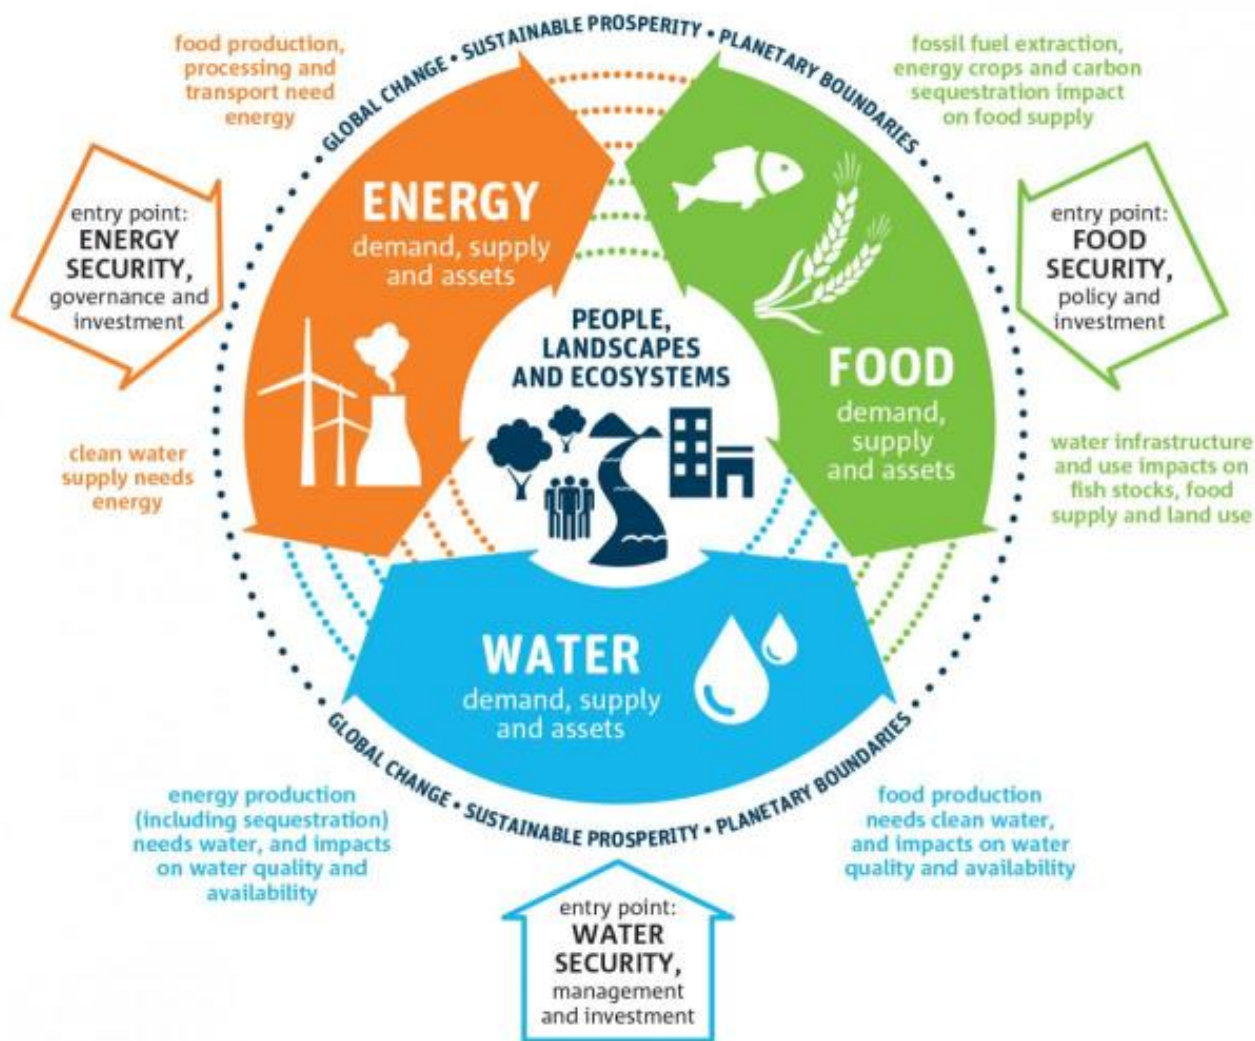 GLOBAL CHANGE • SUSTAINABLE PROSPERITY • PLANETARY BOUNDARIES
food production,
processing and
transport need
energy
fossil fuel extraction,
energy crops and carbon
sequestration impact
on food supply
entry point:
ENERGY
SECURITY,
governance and
investment
ENERGY
demand, supply
and assets
entry point:
FOOD
SECURITY,
policy and
investment
PEOPLE,
LANDSCAPES
AND ECOSYSTEMS
FOOD
demand,
supply
and assets
clean water
supply needs
energy
water infrastructure
and use impacts on
fish stocks, food
supply and land use
WATER
demand, supply
and assets
GLOBAL CHANGE • SUSTAINABLE PROSPERITY • PLANETARY BOUNDARIES
energy production
(including sequestration)
needs water, and impacts
on water quality and
availability
food production
needs clean water,
and impacts on water
quality and availability
entry point:
WATER
SECURITY,
management
and investment